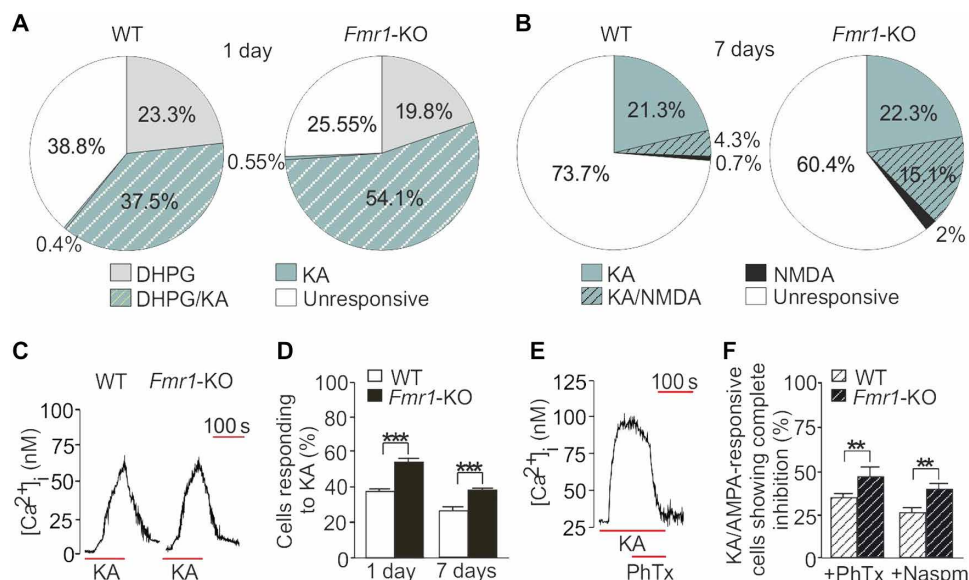 A
WT
1 day
Fmr1-KO
23.3%
38.8%
37.5%
0.4%
19.8%
25.55%
0.55%
54.1%
DHPG
KA
DHPG/KA
Unresponsive
B
WT
7 days
Fmr1-KO
21.3%
4.3%
0.7%
73.7%
22.3%
15.1%
60.4%
2%
KA
NMDA
KA/NMDA
Unresponsive
C
WT
Fmr1-KO
100 s
[Ca2+]i (nM)
100
75
50
25
0
KA
KA
D
WT
Fmr1-KO
Cells responding
to KA (%)
100
80
60
40
20
0
***
***
1 day
7 days
E
100 s
[Ca2+]i (nM)
125
100
75
50
25
KA
PhTx
F
WT
Fmr1-KO
KA/AMPA-responsive
cells showing complete
inhibition (%)
100
75
50
25
0
**
**
+PhTx
+Naspm